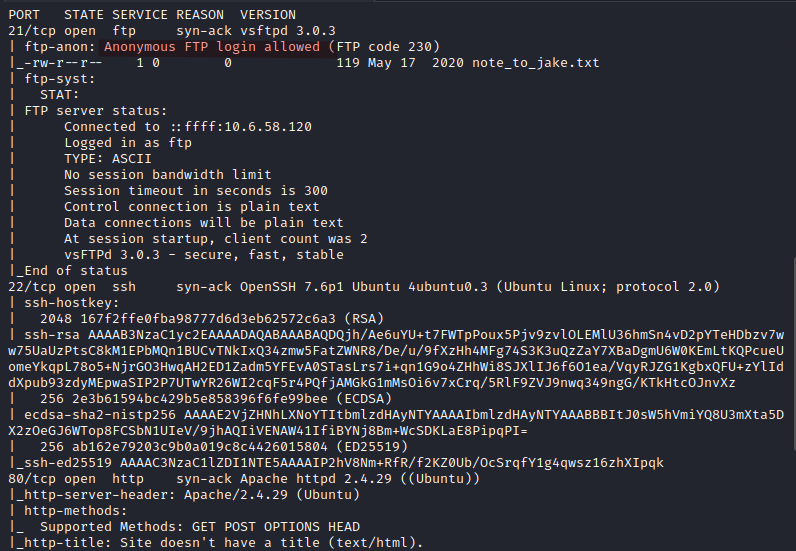 PORT   STATE SERVICE REASON  VERSION
21/tcp open  ftp     syn-ack vsftpd 3.0.3
| ftp-anon: Anonymous FTP login allowed (FTP code 230)
|_-rw-r--r--    1 0        0             119 May 17  2020 note_to_jake.txt
| ftp-syst:
|   STAT:
| FTP server status:
|      Connected to ::ffff:10.6.58.120
|      Logged in as ftp
|      TYPE: ASCII
|      No session bandwidth limit
|      Session timeout in seconds is 300
|      Control connection is plain text
|      Data connections will be plain text
|      At session startup, client count was 2
|      vsFTPd 3.0.3 - secure, fast, stable
|_End of status
22/tcp open  ssh     syn-ack OpenSSH 7.6p1 Ubuntu 4ubuntu0.3 (Ubuntu Linux; protocol 2.0)
| ssh-hostkey:
|   2048 167f2ffe0fba98777d6d3eb62572c6a3 (RSA)
| ssh-rsa AAAAB3NzaC1yc2EAAAADAQABAAABAQDQjh/Ae6uYU+t7FWTpPoux5Pjv9zvlOLEMlU36hmSn4vD2pYTeHDbzv7w
w75UaUzPtsC8kM1EPbMQn1BUCvTNkIxQ34zmw5FatZWNR8/De/u/9fXzHh4MFg74S3K3uQzZaY7XBaDgmU6W0KEmLtKQPcueU
omeYkqpL78o5+NjrGO3HwqAH2ED1Zadm5YFEvA0STasLrs7i+qn1G9o4ZHhWi8SJXlIJ6f6O1ea/VqyRJZG1KgbxQFU+zYlId
dXpub93zdyMEpwaSIP2P7UTwYR26WI2cqF5r4PQfjAMGkG1mMsOi6v7xCrq/5RlF9ZVJ9nwq349ngG/KTkHtcOJnvXz
|   256 2e3b61594bc429b5e858396f6fe99bee (ECDSA)
| ecdsa-sha2-nistp256 AAAAE2VjZHNhLXNoYTItbmlzdHAyNTYAAAAIbmlzdHAyNTYAAABBBItJ0sW5hVmiYQ8U3mXta5D
X2zOeGJ6WTop8FCSbN1UIeV/9jhAQIiVENAW41IfiBYNj8Bm+WcSDKLaE8PipqPI=
|   256 ab162e79203c9b0a019c8c4426015804 (ED25519)
|_ssh-ed25519 AAAAC3NzaC1lZDI1NTE5AAAAIP2hV8Nm+RfR/f2KZ0Ub/OcSrqfY1g4qwsz16zhXIpqk
80/tcp open  http    syn-ack Apache httpd 2.4.29 ((Ubuntu))
|_http-server-header: Apache/2.4.29 (Ubuntu)
| http-methods:
|_  Supported Methods: GET POST OPTIONS HEAD
|_http-title: Site doesn't have a title (text/html).